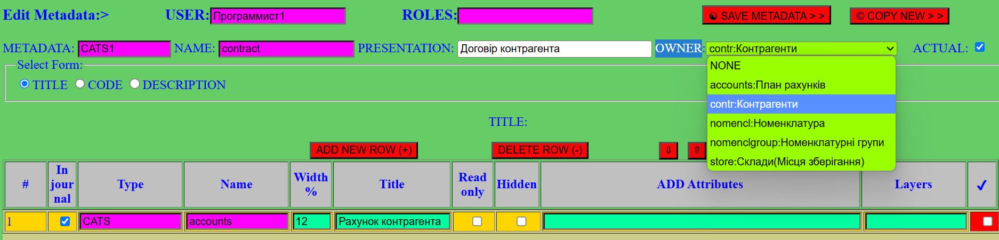 Edit Metadata:> USER: Программист1 ROLES: ☯ SAVE METADATA > > © COPY NEW > >
METADATA: CATS1 NAME: contract PRESENTATION: Договір контрагента OWNER: contr:Контрагенти ACTUAL:
Select Form:
TITLE CODE DESCRIPTION
NONE
accounts:План рахунків
contr:Контрагенти
nomencl:Номенклатура
nomenclgroup:Номенклатурні групи
store:Склади(Місця зберігання)
TITLE:
ADD NEW ROW (+) DELETE ROW (-) ⇓ ⇑
# In jour nal Type Name Width % Title Read only Hidden ADD Attributes Layers ✓
1 CATS accounts 12 Рахунок контрагента